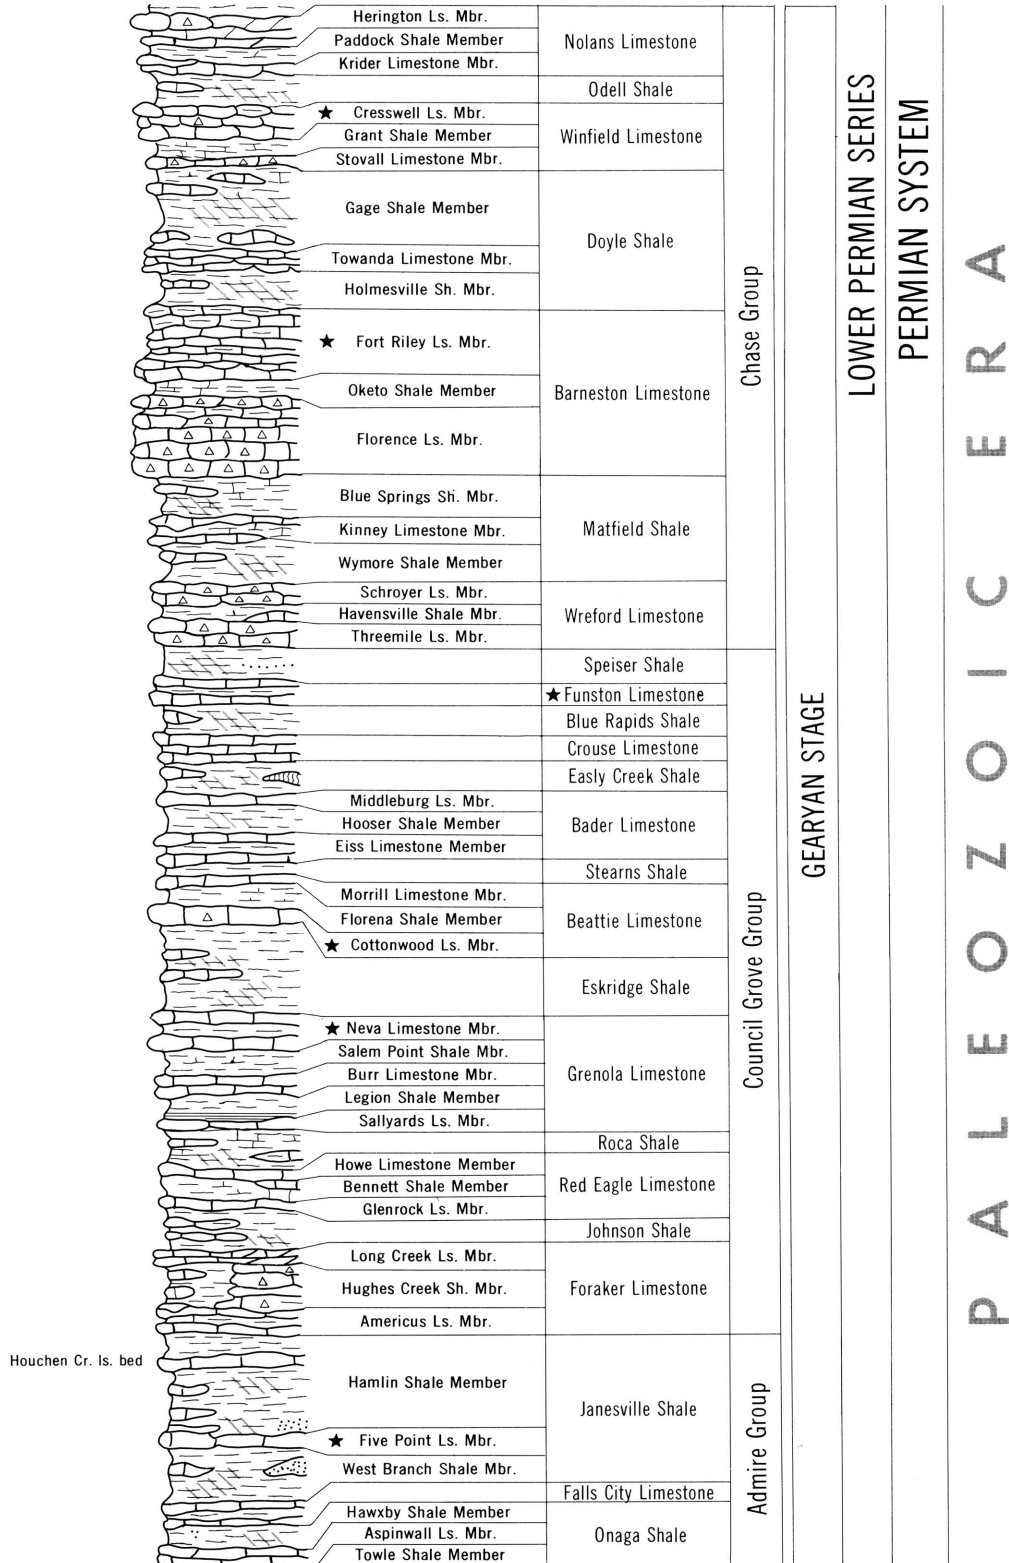 Herington Ls. Mbr.
Paddock Shale Member
Krider Limestone Mbr.
Nolans Limestone
Odell Shale
★ Cresswell Ls. Mbr.
Grant Shale Member
Stovall Limestone Mbr.
Winfield Limestone
Gage Shale Member
Towanda Limestone Mbr.
Holmesville Sh. Mbr.
Doyle Shale
★ Fort Riley Ls. Mbr.
Oketo Shale Member
Florence Ls. Mbr.
Barneston Limestone
Blue Springs Sh. Mbr.
Kinney Limestone Mbr.
Wymore Shale Member
Matfield Shale
Schroyer Ls. Mbr.
Havensville Shale Mbr.
Threemile Ls. Mbr.
Wreford Limestone
Chase Group
Speiser Shale
★ Funston Limestone
Blue Rapids Shale
Crouse Limestone
Easly Creek Shale
Middleburg Ls. Mbr.
Hooser Shale Member
Eiss Limestone Member
Bader Limestone
Stearns Shale
Morrill Limestone Mbr.
Florena Shale Member
★ Cottonwood Ls. Mbr.
Beattie Limestone
Eskridge Shale
★ Neva Limestone Mbr.
Salem Point Shale Mbr.
Burr Limestone Mbr.
Legion Shale Member
Sallyards Ls. Mbr.
Grenola Limestone
Roca Shale
Howe Limestone Member
Bennett Shale Member
Glenrock Ls. Mbr.
Red Eagle Limestone
Johnson Shale
Long Creek Ls. Mbr.
Hughes Creek Sh. Mbr.
Americus Ls. Mbr.
Foraker Limestone
Council Grove Group
Houchen Cr. ls. bed
Hamlin Shale Member
★ Five Point Ls. Mbr.
West Branch Shale Mbr.
Janesville Shale
Falls City Limestone
Hawxby Shale Member
Aspinwall Ls. Mbr.
Towle Shale Member
Onaga Shale
Admire Group
GEARYAN STAGE
LOWER PERMIAN SERIES
PERMIAN SYSTEM
PALEOZOIC ERA